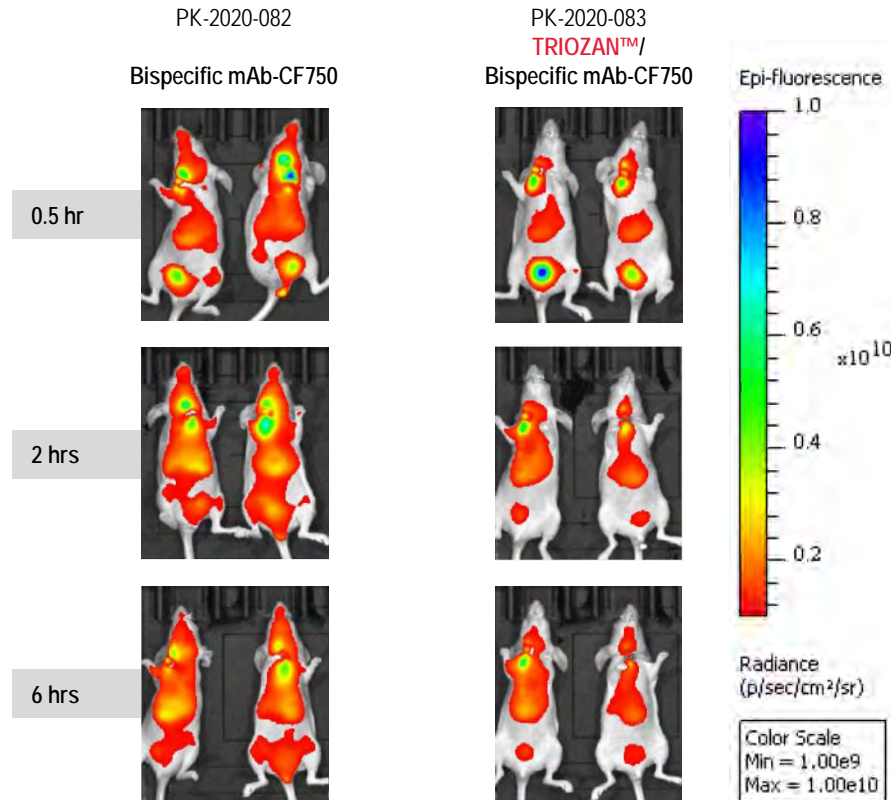 PK-2020-082
PK-2020-083
TRIOZAN™/
Bispecific mAb-CF750
Bispecific mAb-CF750
Epi-fluorescence
1.0
0.8
0.6
x10^10
0.4
0.2
0.5 hr
2 hrs
6 hrs
Radiance
(p/sec/cm²/sr)
Color Scale
Min = 1.00e9
Max = 1.00e10